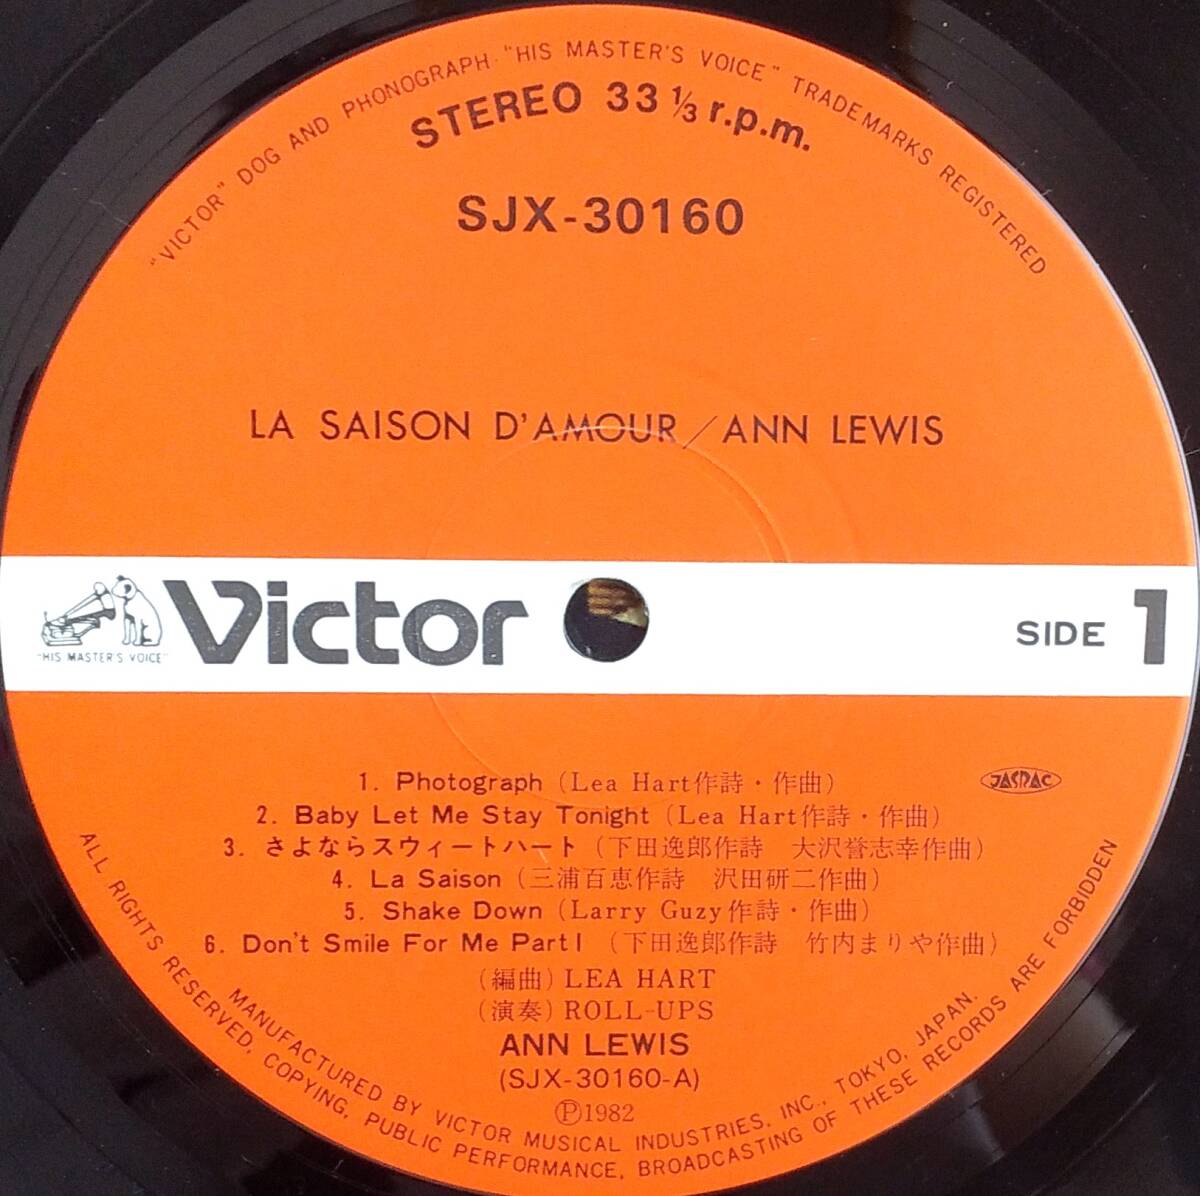 "VICTOR" DOG AND PHONOGRAPH・"HIS MASTER'S VOICE" TRADEMARKS REGISTERED
STEREO 33 ⅓ r.p.m.
SJX-30160
LA SAISON D'AMOUR／ANN LEWIS
"HIS MASTER'S VOICE"
Victor
SIDE 1
JASRAC
1. Photograph (Lea Hart作詩・作曲)
2. Baby Let Me Stay Tonight (Lea Hart作詩・作曲)
3. さよならスウィートハート (下田逸郎作詩　大沢誉志幸作曲)
4. La Saison (三浦百恵作詩　沢田研二作曲)
5. Shake Down (Larry Guzy作詩・作曲)
6. Don't Smile For Me Part I (下田逸郎作詩　竹内まりや作曲)
(編曲) LEA HART
(演奏) ROLL-UPS
ANN LEWIS
(SJX-30160-A)
Ⓟ1982
MANUFACTURED BY VICTOR MUSICAL INDUSTRIES, INC., TOKYO, JAPAN.
ALL RIGHTS RESERVED, COPYING, PUBLIC PERFORMANCE, BROADCASTING OF THESE RECORDS ARE FORBIDDEN